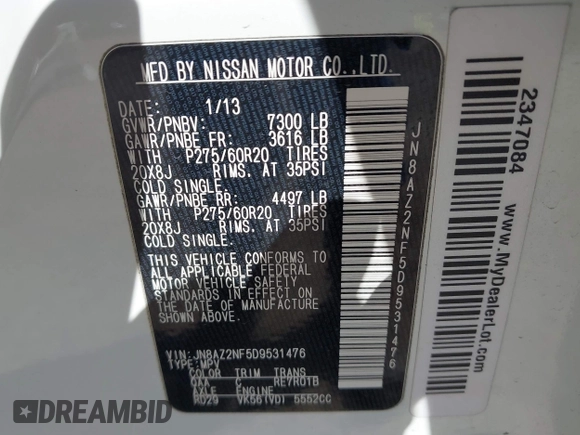 MFD BY NISSAN MOTOR CO.,LTD.
DATE: 1/13
GVWR/PNBV: 7300 LB
GAWR/PNBE FR: 3616 LB
WITH P275/60R20 TIRES
20X8J RIMS. AT 35PSI
COLD SINGLE.
GAWR/PNBE RR: 4497 LB
WITH P275/60R20 TIRES
20X8J RIMS. AT 35PSI
COLD SINGLE.
THIS VEHICLE CONFORMS TO
ALL APPLICABLE FEDERAL
MOTOR VEHICLE SAFETY
STANDARDS IN EFFECT ON
THE DATE OF MANUFACTURE
SHOWN ABOVE.
VIN: JN8AZ2NF5D9531476
TYPE: MPV
COLOR TRIM TRANS
QAA C RE7R01B
AXLE ENGINE
RD29 VK56(VD) 5552CC
JN8AZ2NF5D9531476
2347084
www.MyDealerLot.com
DREAMBID